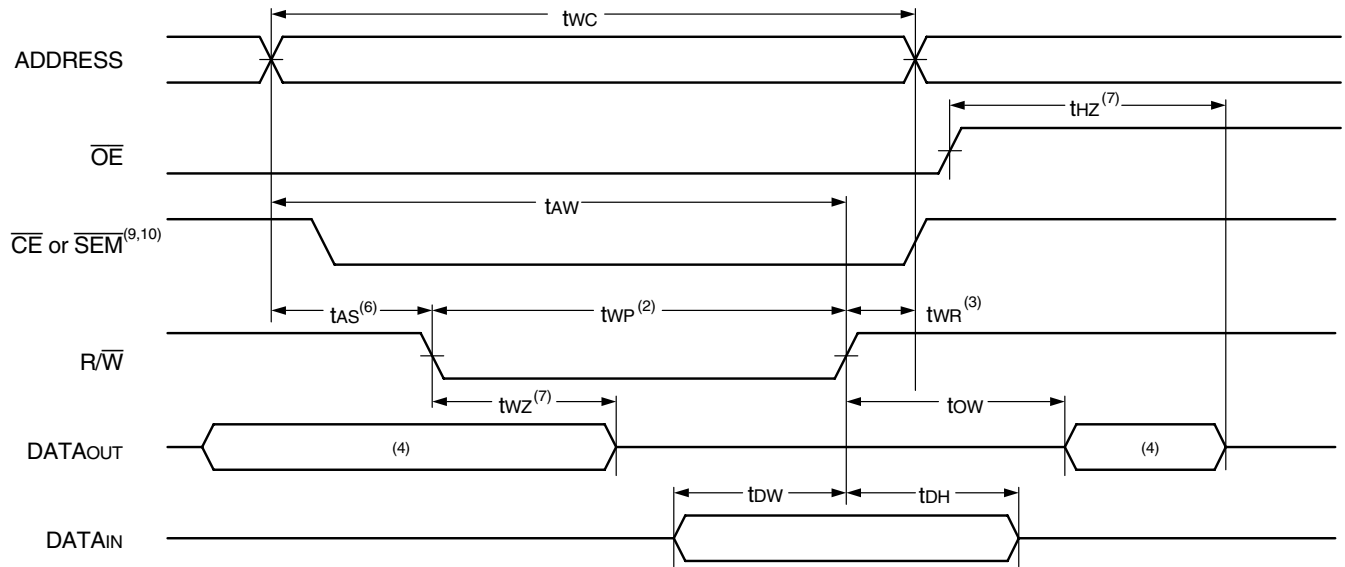 tWC
ADDRESS
tHZ(7)
OE
tAW
CE or SEM(9,10)
tAS(6)
tWP(2)
tWR(3)
R/W
tWZ(7)
tOW
DATAOUT
(4)
(4)
tDW
tDH
DATAIN